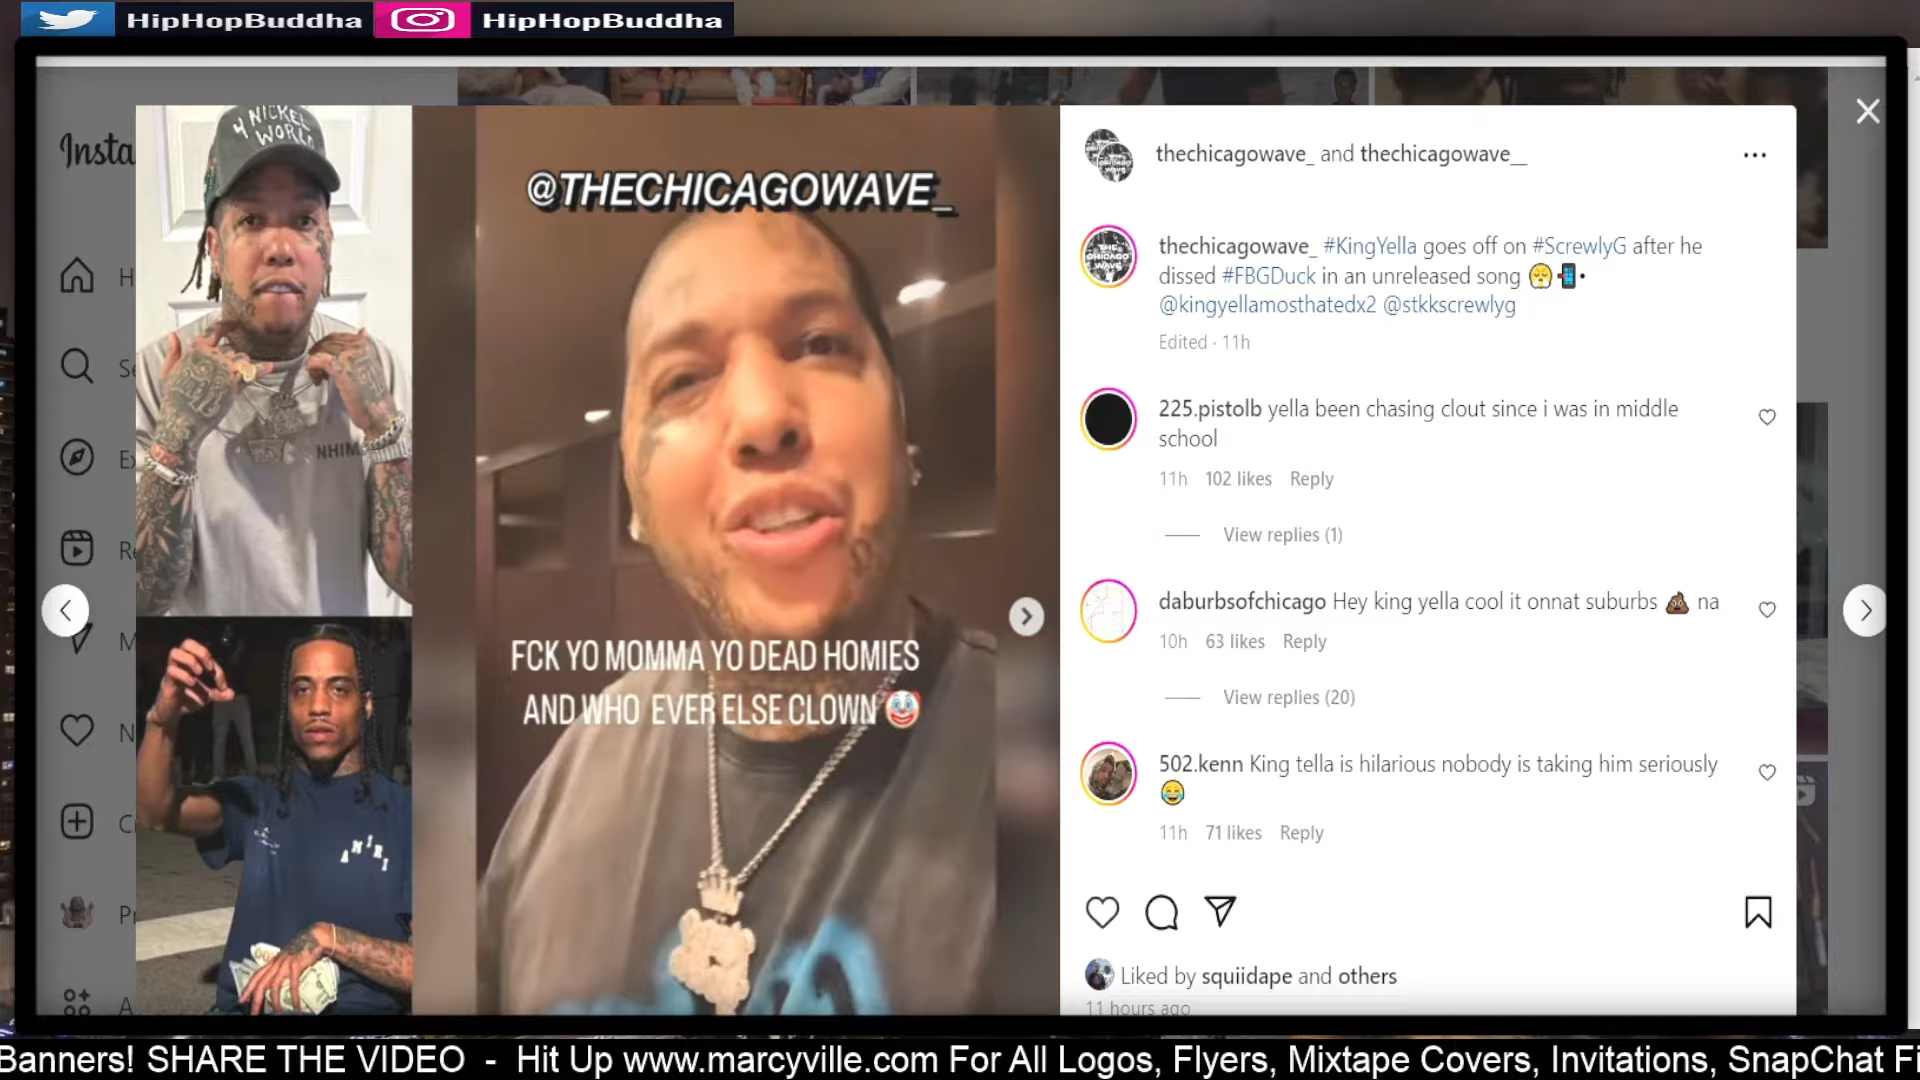 HipHopBuddha
HipHopBuddha
Insta
4 NICKEL
WORLD
NHIM
@THECHICAGOWAVE_
FCK YO MOMMA YO DEAD HOMIES
AND WHO EVER ELSE CLOWN 🤡
AMIRI
thechicagowave_ and thechicagowave__
thechicagowave_ #KingYella goes off on #ScrewlyG after he
dissed #FBGDuck in an unreleased song 😤📲•
@kingyellamosthatedx2 @stkkscrewlyg
Edited · 11h
225.pistolb yella been chasing clout since i was in middle
school
11h 102 likes Reply
View replies (1)
daburbsofchicago Hey king yella cool it onnat suburbs 💩 na
10h 63 likes Reply
View replies (20)
502.kenn King tella is hilarious nobody is taking him seriously
😂
11h 71 likes Reply
Liked by squiidape and others
11 hours ago
Banners! SHARE THE VIDEO - Hit Up www.marcyville.com For All Logos, Flyers, Mixtape Covers, Invitations, SnapChat Fi